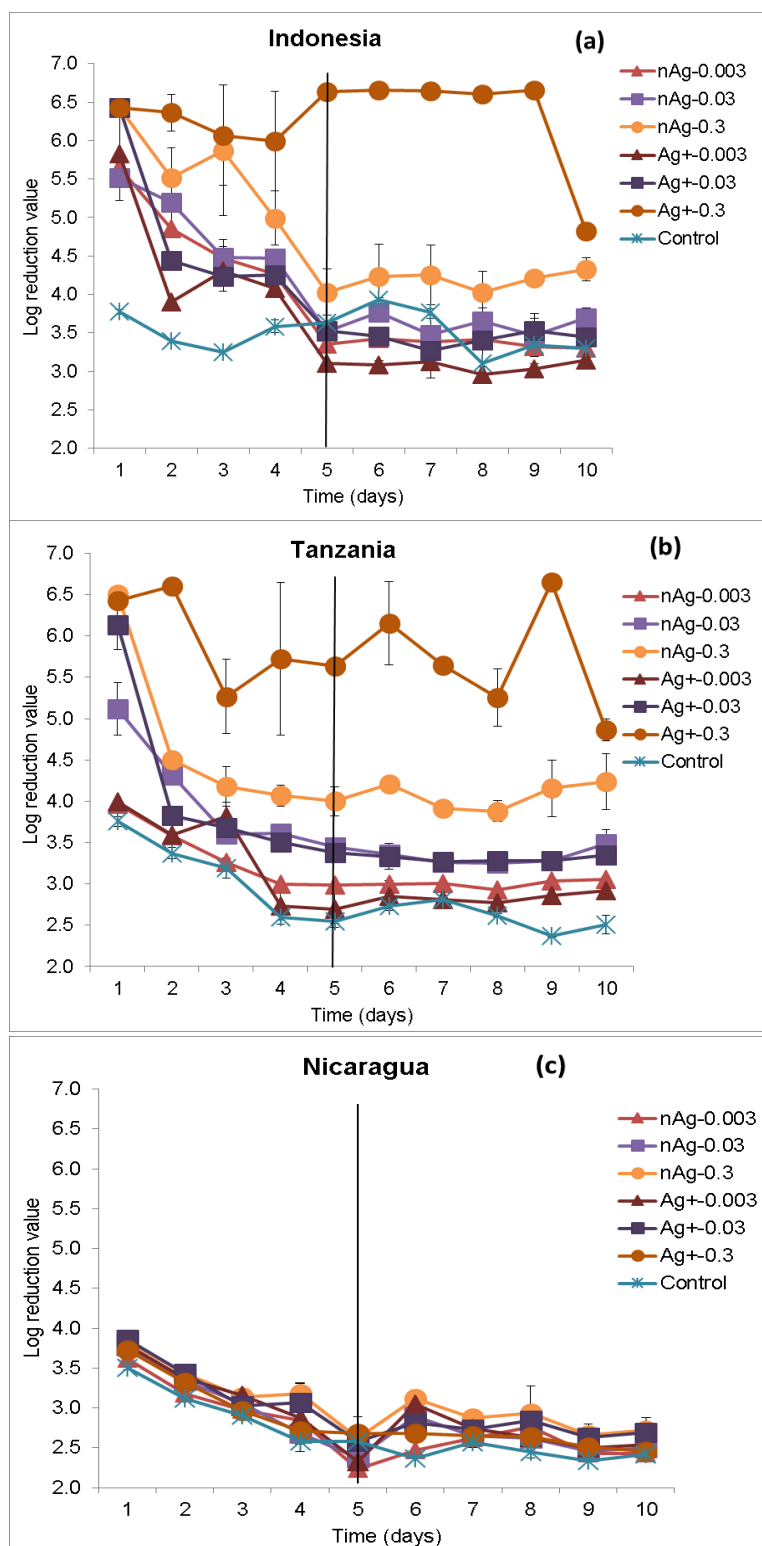 Indonesia
(a)
7.0
6.5
6.0
5.5
5.0
4.5
4.0
3.5
3.0
2.5
2.0
Log reduction value
1 2 3 4 5 6 7 8 9 10
Time (days)
nAg-0.003
nAg-0.03
nAg-0.3
Ag+-0.003
Ag+-0.03
Ag+-0.3
Control
Tanzania
(b)
7.0
6.5
6.0
5.5
5.0
4.5
4.0
3.5
3.0
2.5
2.0
Log reduction value
1 2 3 4 5 6 7 8 9 10
Time (days)
nAg-0.003
nAg-0.03
nAg-0.3
Ag+-0.003
Ag+-0.03
Ag+-0.3
Control
Nicaragua
(c)
7.0
6.5
6.0
5.5
5.0
4.5
4.0
3.5
3.0
2.5
2.0
Log reduction value
1 2 3 4 5 6 7 8 9 10
Time (days)
nAg-0.003
nAg-0.03
nAg-0.3
Ag+-0.003
Ag+-0.03
Ag+-0.3
Control